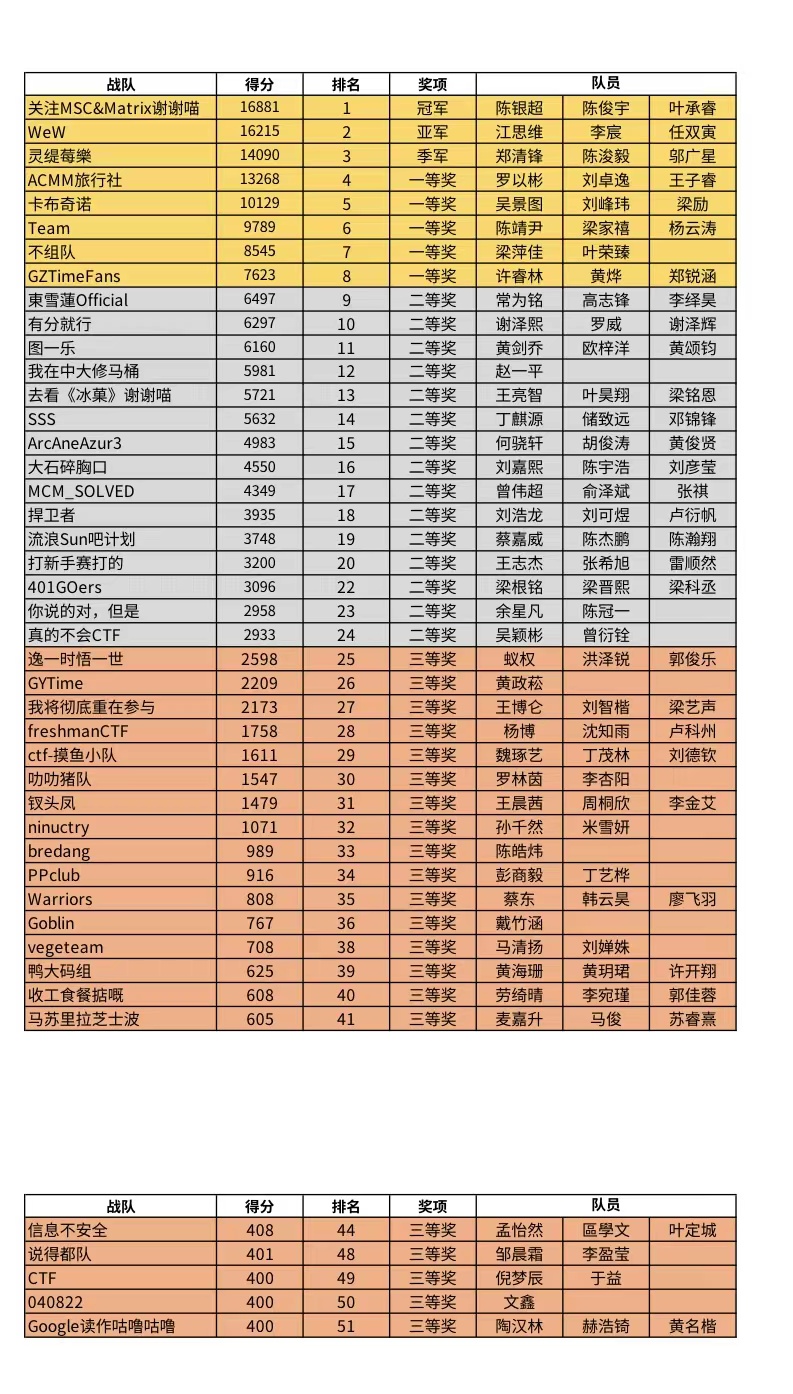 战队 得分 排名 奖项 队员
关注MSC&Matrix谢谢喵 16881 1 冠军 陈银超 陈俊宇 叶承睿
WeW 16215 2 亚军 江思维 李宸 任双寅
灵缇莓樂 14090 3 季军 郑清锋 陈浚毅 邬广星
ACMM旅行社 13268 4 一等奖 罗以彬 刘卓逸 王子睿
卡布奇诺 10129 5 一等奖 吴景图 刘峰玮 梁励
Team 9789 6 一等奖 陈靖尹 梁家禧 杨云涛
不组队 8545 7 一等奖 梁萍佳 叶荣臻
GZTimeFans 7623 8 一等奖 许睿林 黄烨 郑锐涵
東雪蓮Official 6497 9 二等奖 常为铭 高志锋 李绎昊
有分就行 6297 10 二等奖 谢泽熙 罗威 谢泽辉
图一乐 6160 11 二等奖 黄剑乔 欧梓洋 黄颂钧
我在中大修马桶 5981 12 二等奖 赵一平
去看《冰菓》谢谢喵 5721 13 二等奖 王亮智 叶昊翔 梁铭恩
SSS 5632 14 二等奖 丁麒源 储致远 邓锦锋
ArcAneAzur3 4983 15 二等奖 何骁轩 胡俊涛 黄俊贤
大石碎胸口 4550 16 二等奖 刘嘉熙 陈宇浩 刘彦莹
MCM_SOLVED 4349 17 二等奖 曾伟超 俞泽斌 张祺
捍卫者 3935 18 二等奖 刘浩龙 刘可煜 卢衍帆
流浪Sun吧计划 3748 19 二等奖 蔡嘉威 陈杰鹏 陈瀚翔
打新手赛打的 3200 20 二等奖 王志杰 张希旭 雷顺然
401GOers 3096 22 二等奖 梁根铭 梁晋熙 梁科丞
你说的对，但是 2958 23 二等奖 余星凡 陈冠一
真的不会CTF 2933 24 二等奖 吴颖彬 曾衍铨
逸一时悟一世 2598 25 三等奖 蚁权 洪泽锐 郭俊乐
GYTime 2209 26 三等奖 黄政菘
我将彻底重在参与 2173 27 三等奖 王博仑 刘智楷 梁艺声
freshmanCTF 1758 28 三等奖 杨博 沈知雨 卢科州
ctf-摸鱼小队 1611 29 三等奖 魏琢艺 丁茂林 刘德钦
叻叻猪队 1547 30 三等奖 罗林茵 李杏阳
钗头凤 1479 31 三等奖 王晨茜 周桐欣 李金艾
ninuctry 1071 32 三等奖 孙千然 米雪妍
bredang 989 33 三等奖 陈皓炜
PPclub 916 34 三等奖 彭商毅 丁艺桦
Warriors 808 35 三等奖 蔡东 韩云昊 廖飞羽
Goblin 767 36 三等奖 戴竹涵
vegeteam 708 38 三等奖 马清扬 刘婵姝
鸭大码组 625 39 三等奖 黄海珊 黄玥珺 许开翔
收工食餐掂嘅 608 40 三等奖 劳绮晴 李宛瑾 郭佳蓉
马苏里拉芝士波 605 41 三等奖 麦嘉升 马俊 苏睿熹
战队 得分 排名 奖项 队员
信息不安全 408 44 三等奖 孟怡然 區學文 叶定城
说得都队 401 48 三等奖 邹晨霜 李盈莹
CTF 400 49 三等奖 倪梦辰 于益
040822 400 50 三等奖 文鑫
Google读作咕噜咕噜 400 51 三等奖 陶汉林 赫浩锜 黄名楷